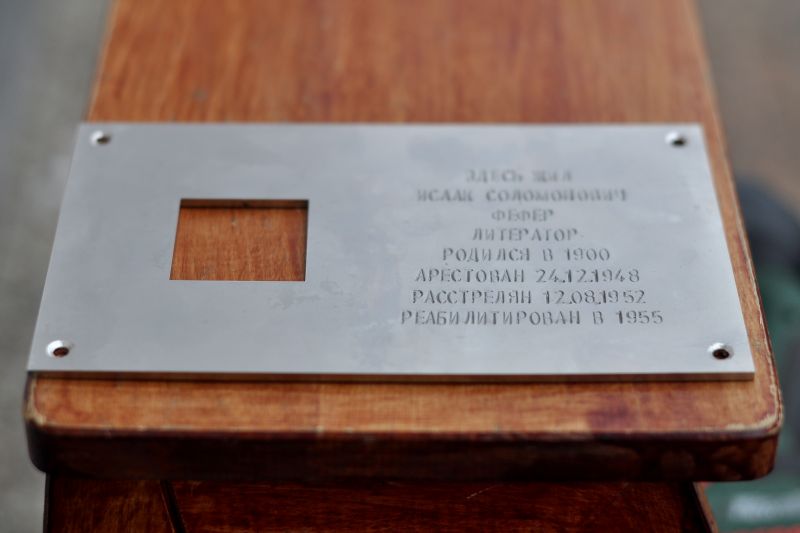 ЗДЕСЬ ЖИЛ
ИСААК СОЛОМОНОВИЧ
ФЕФЕР
ЛИТЕРАТОР
РОДИЛСЯ В 1900
АРЕСТОВАН 24.12.1948
РАССТРЕЛЯН 12.08.1952
РЕАБИЛИТИРОВАН В 1955